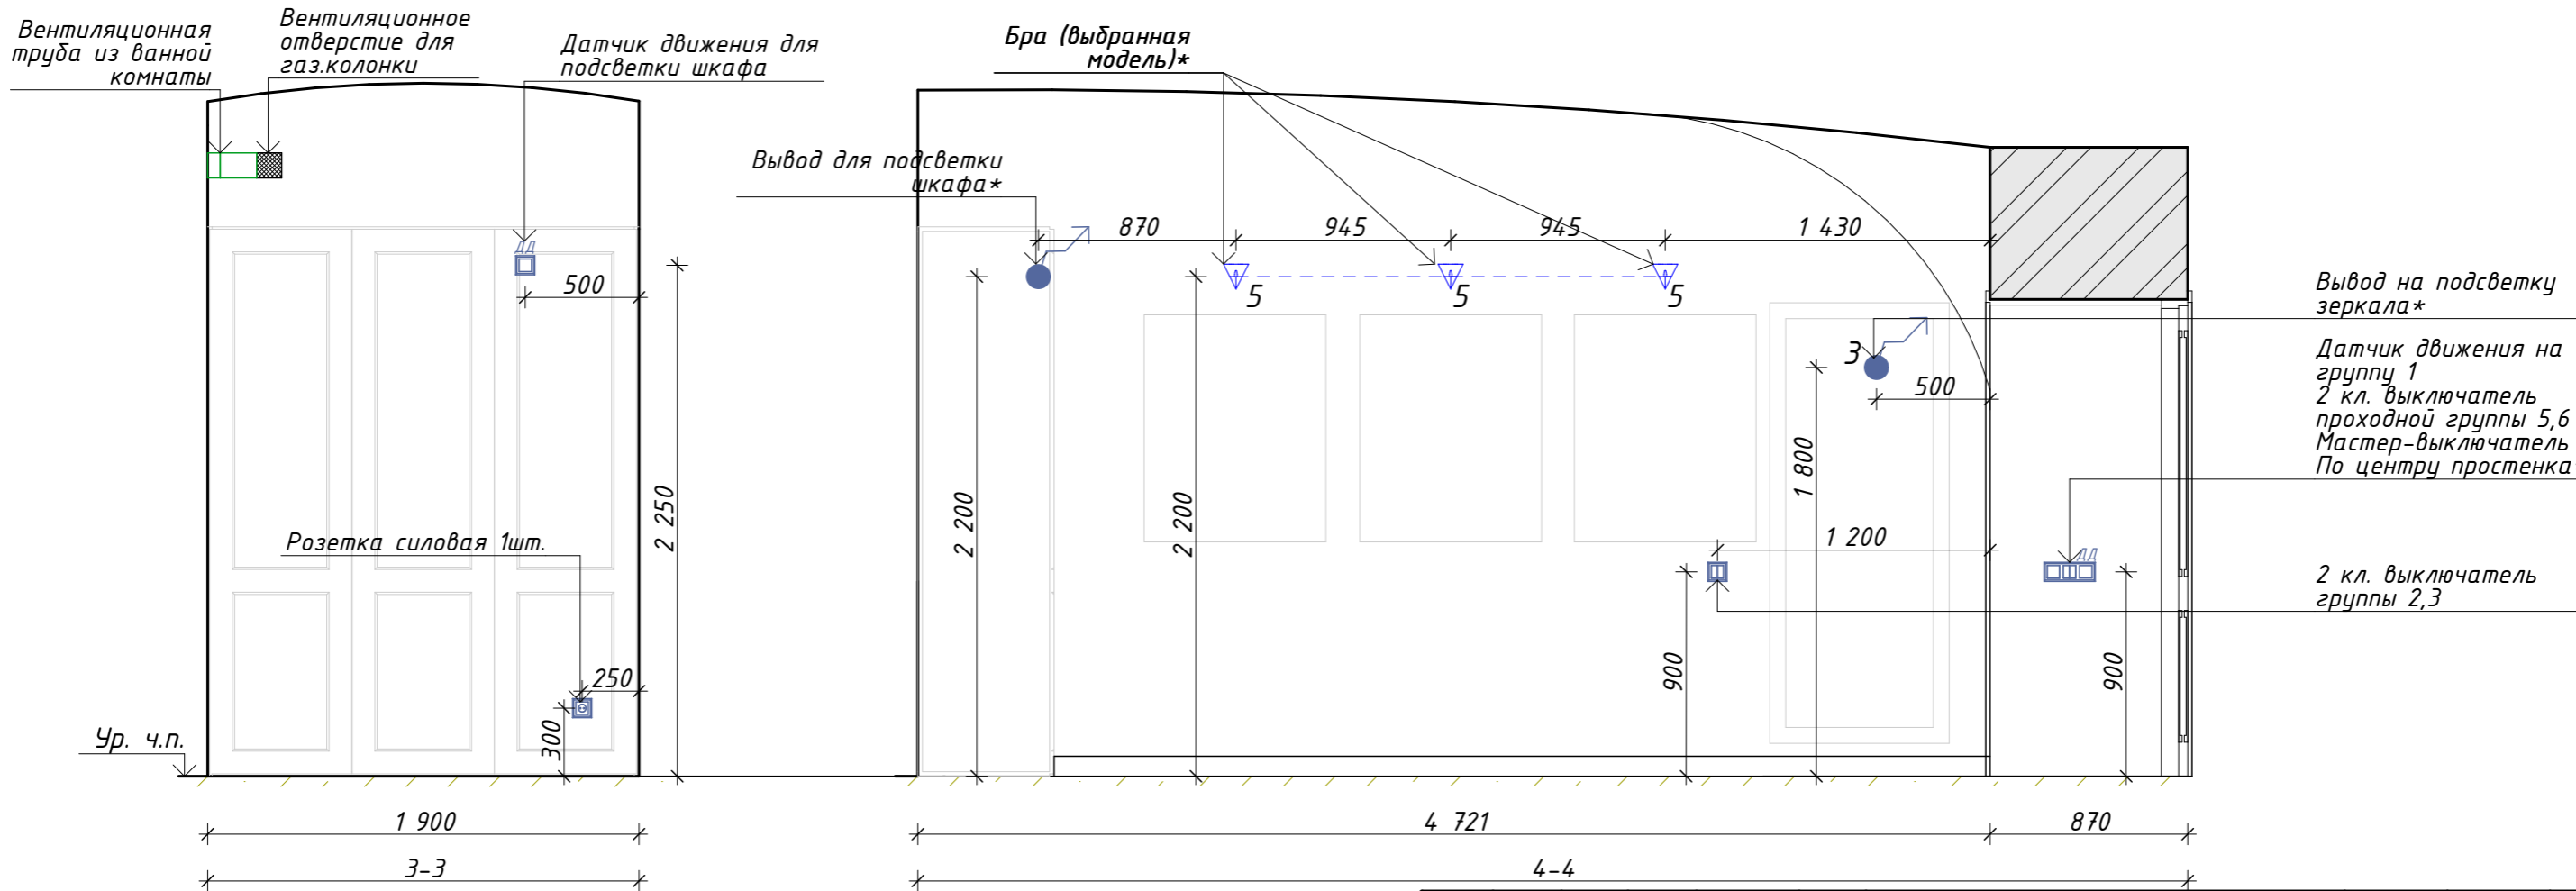 Вентиляционная
труба из ванной
комнаты
Вентиляционное
отверстие для
газ.колонки
Датчик движения для
подсветки шкафа
Бра (выбранная
модель)*
Вывод для подсветки
шкафа*
870
945
945
1 430
ДД
500
5
5
5
Вывод на подсветку
зеркала*
3
500
Датчик движения на
группу 1
2 кл. выключатель
проходной группы 5,6
Мастер-выключатель
По центру простенка
2 250
2 200
2 200
1 800
Розетка силовая 1шт.
1 200
ДД
2 кл. выключатель
группы 2,3
250
300
900
900
Ур. ч.п.
1 900
4 721
870
3-3
4-4